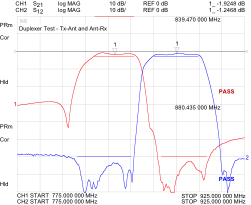 CH1 S21 log MAG 10 dB/ REF 0 dB 1_ -1.9248 dB
CH2 S12 log MAG 10 dB/ REF 0 dB 1_ -1.2468 dB
839.470 000 MHz
Duplexer Test - Tx-Ant and Ant-Rx
PRm
Cor
1
1
Hld
PASS
PRm
880.435 000 MHz
Cor
2
Hld
PASS
CH1 START 775.000 000 MHz STOP 925.000 000 MHz
CH2 START 775.000 000 MHz STOP 925.000 000 MHz